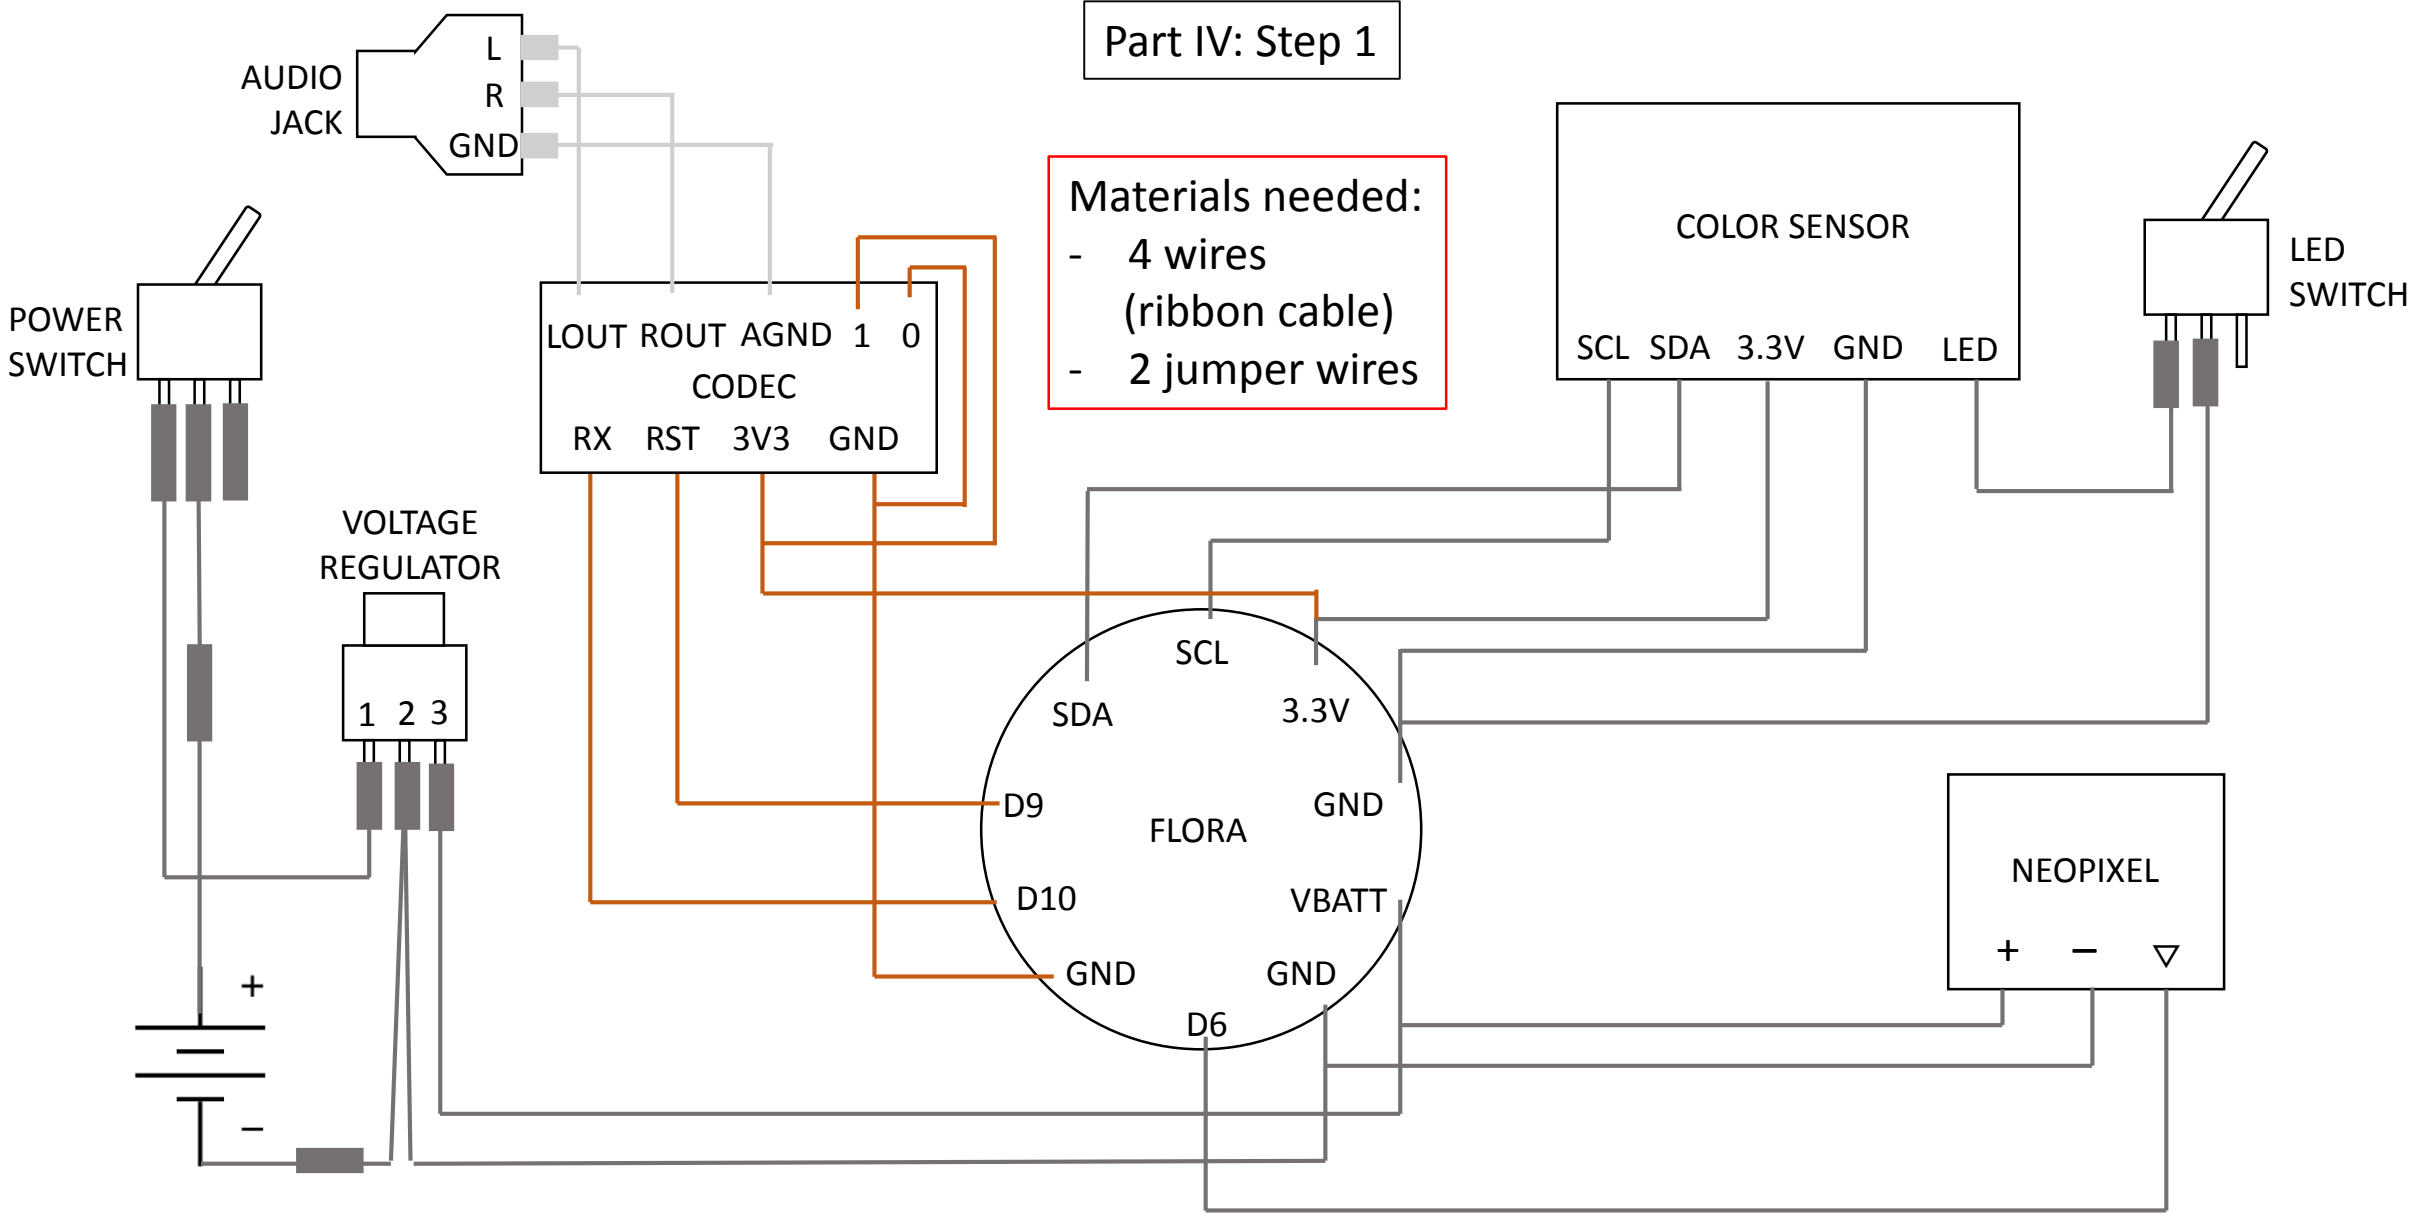 Part IV: Step 1
AUDIO
JACK
L
R
GND
Materials needed:
- 4 wires
(ribbon cable)
- 2 jumper wires
COLOR SENSOR
SCL SDA 3.3V GND LED
LED
SWITCH
POWER
SWITCH
LOUT ROUT AGND 1 0
CODEC
RX RST 3V3 GND
VOLTAGE
REGULATOR
1 2 3
SCL
SDA
3.3V
D9
GND
FLORA
D10
VBATT
GND
GND
D6
NEOPIXEL
+ − ▽
+
−